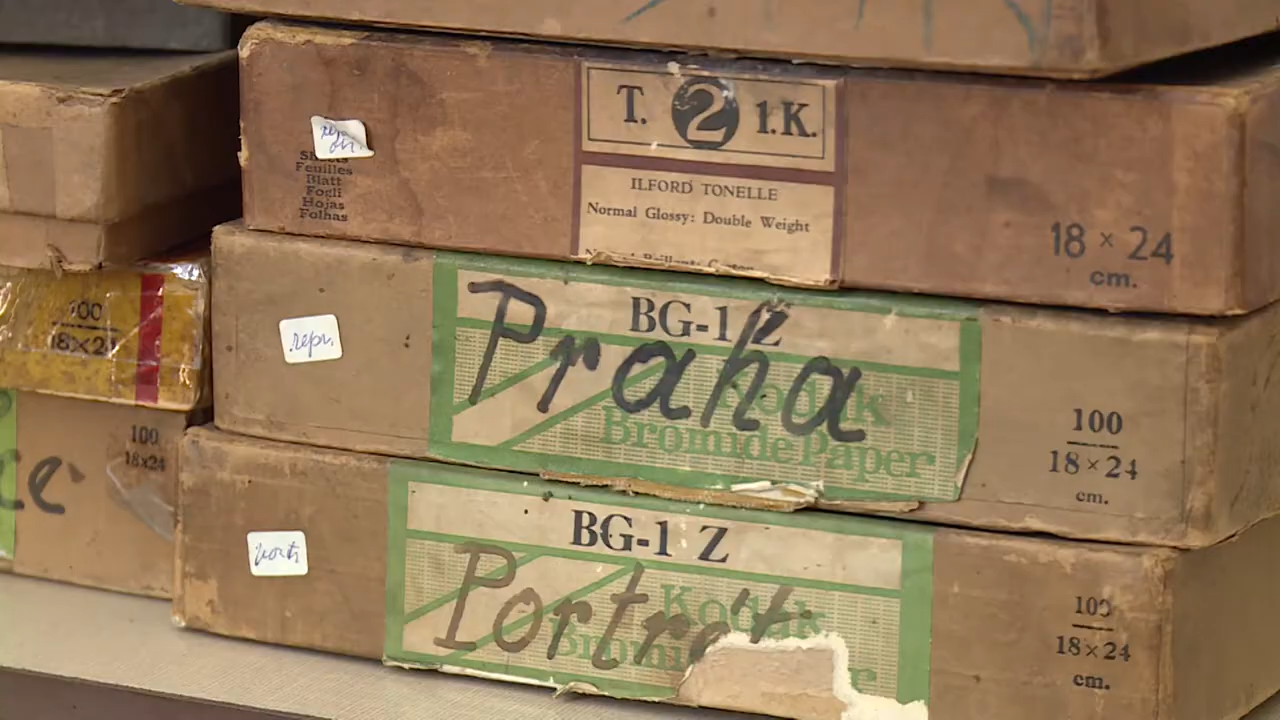 T. 2 1.K.
Sheets
Feuilles
Blatt
Fogli
Hojas
Folhas
ILFORD TONELLE
Normal Glossy: Double Weight
18 × 24
cm.
100
18×24
BG-1 Z
Praha
Kodak
Bromide Paper
repr.
100
18×24
cm.
100
18x24
ce
BG-1 Z
Portrét
Kodak
100
18×24
cm.